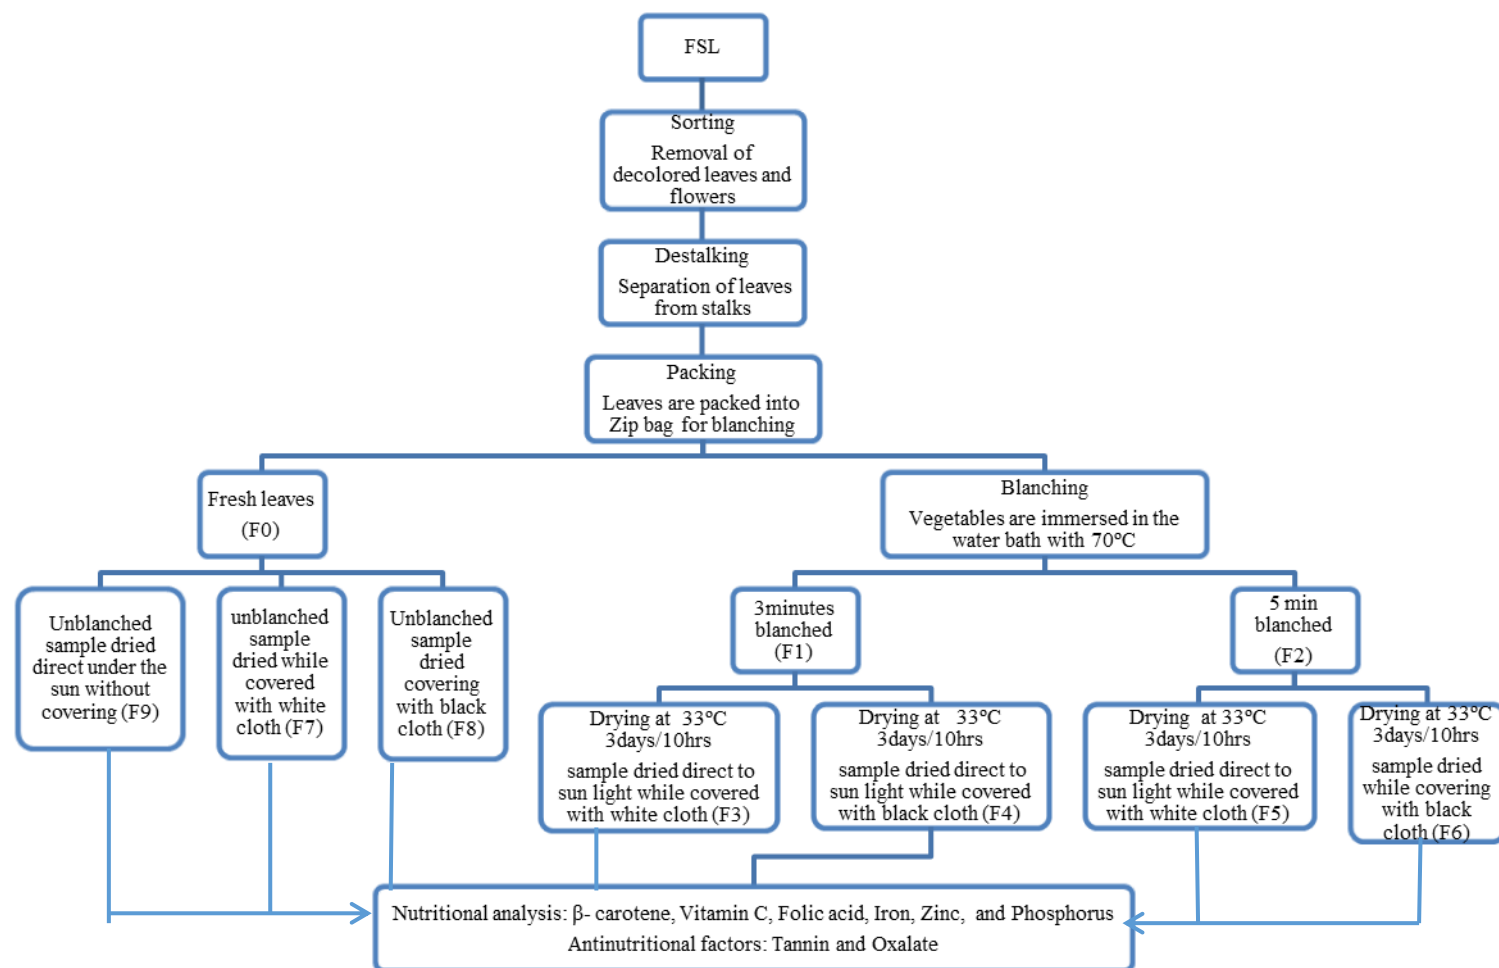 FSL
Sorting
Removal of
decolored leaves and
flowers
Destalking
Separation of leaves
from stalks
Packing
Leaves are packed into
Zip bag for blanching
Fresh leaves
(F0)
Blanching
Vegetables are immersed in the
water bath with 70°C
Unblanched
sample dried
direct under the
sun without
covering (F9)
unblanched
sample
dried while
covered
with white
cloth (F7)
Unblanched
sample
dried
covering
with black
cloth (F8)
3minutes
blanched
(F1)
5 min
blanched
(F2)
Drying at 33°C
3days/10hrs
sample dried direct to
sun light while covered
with white cloth (F3)
Drying at 33°C
3days/10hrs
sample dried direct to
sun light while covered
with black cloth (F4)
Drying at 33°C
3days/10hrs
sample dried direct to
sun light while covered
with white cloth (F5)
Drying at 33°C
3days/10hrs
sample dried
while covering
with black
cloth (F6)
Nutritional analysis: β- carotene, Vitamin C, Folic acid, Iron, Zinc, and Phosphorus
Antinutritional factors: Tannin and Oxalate